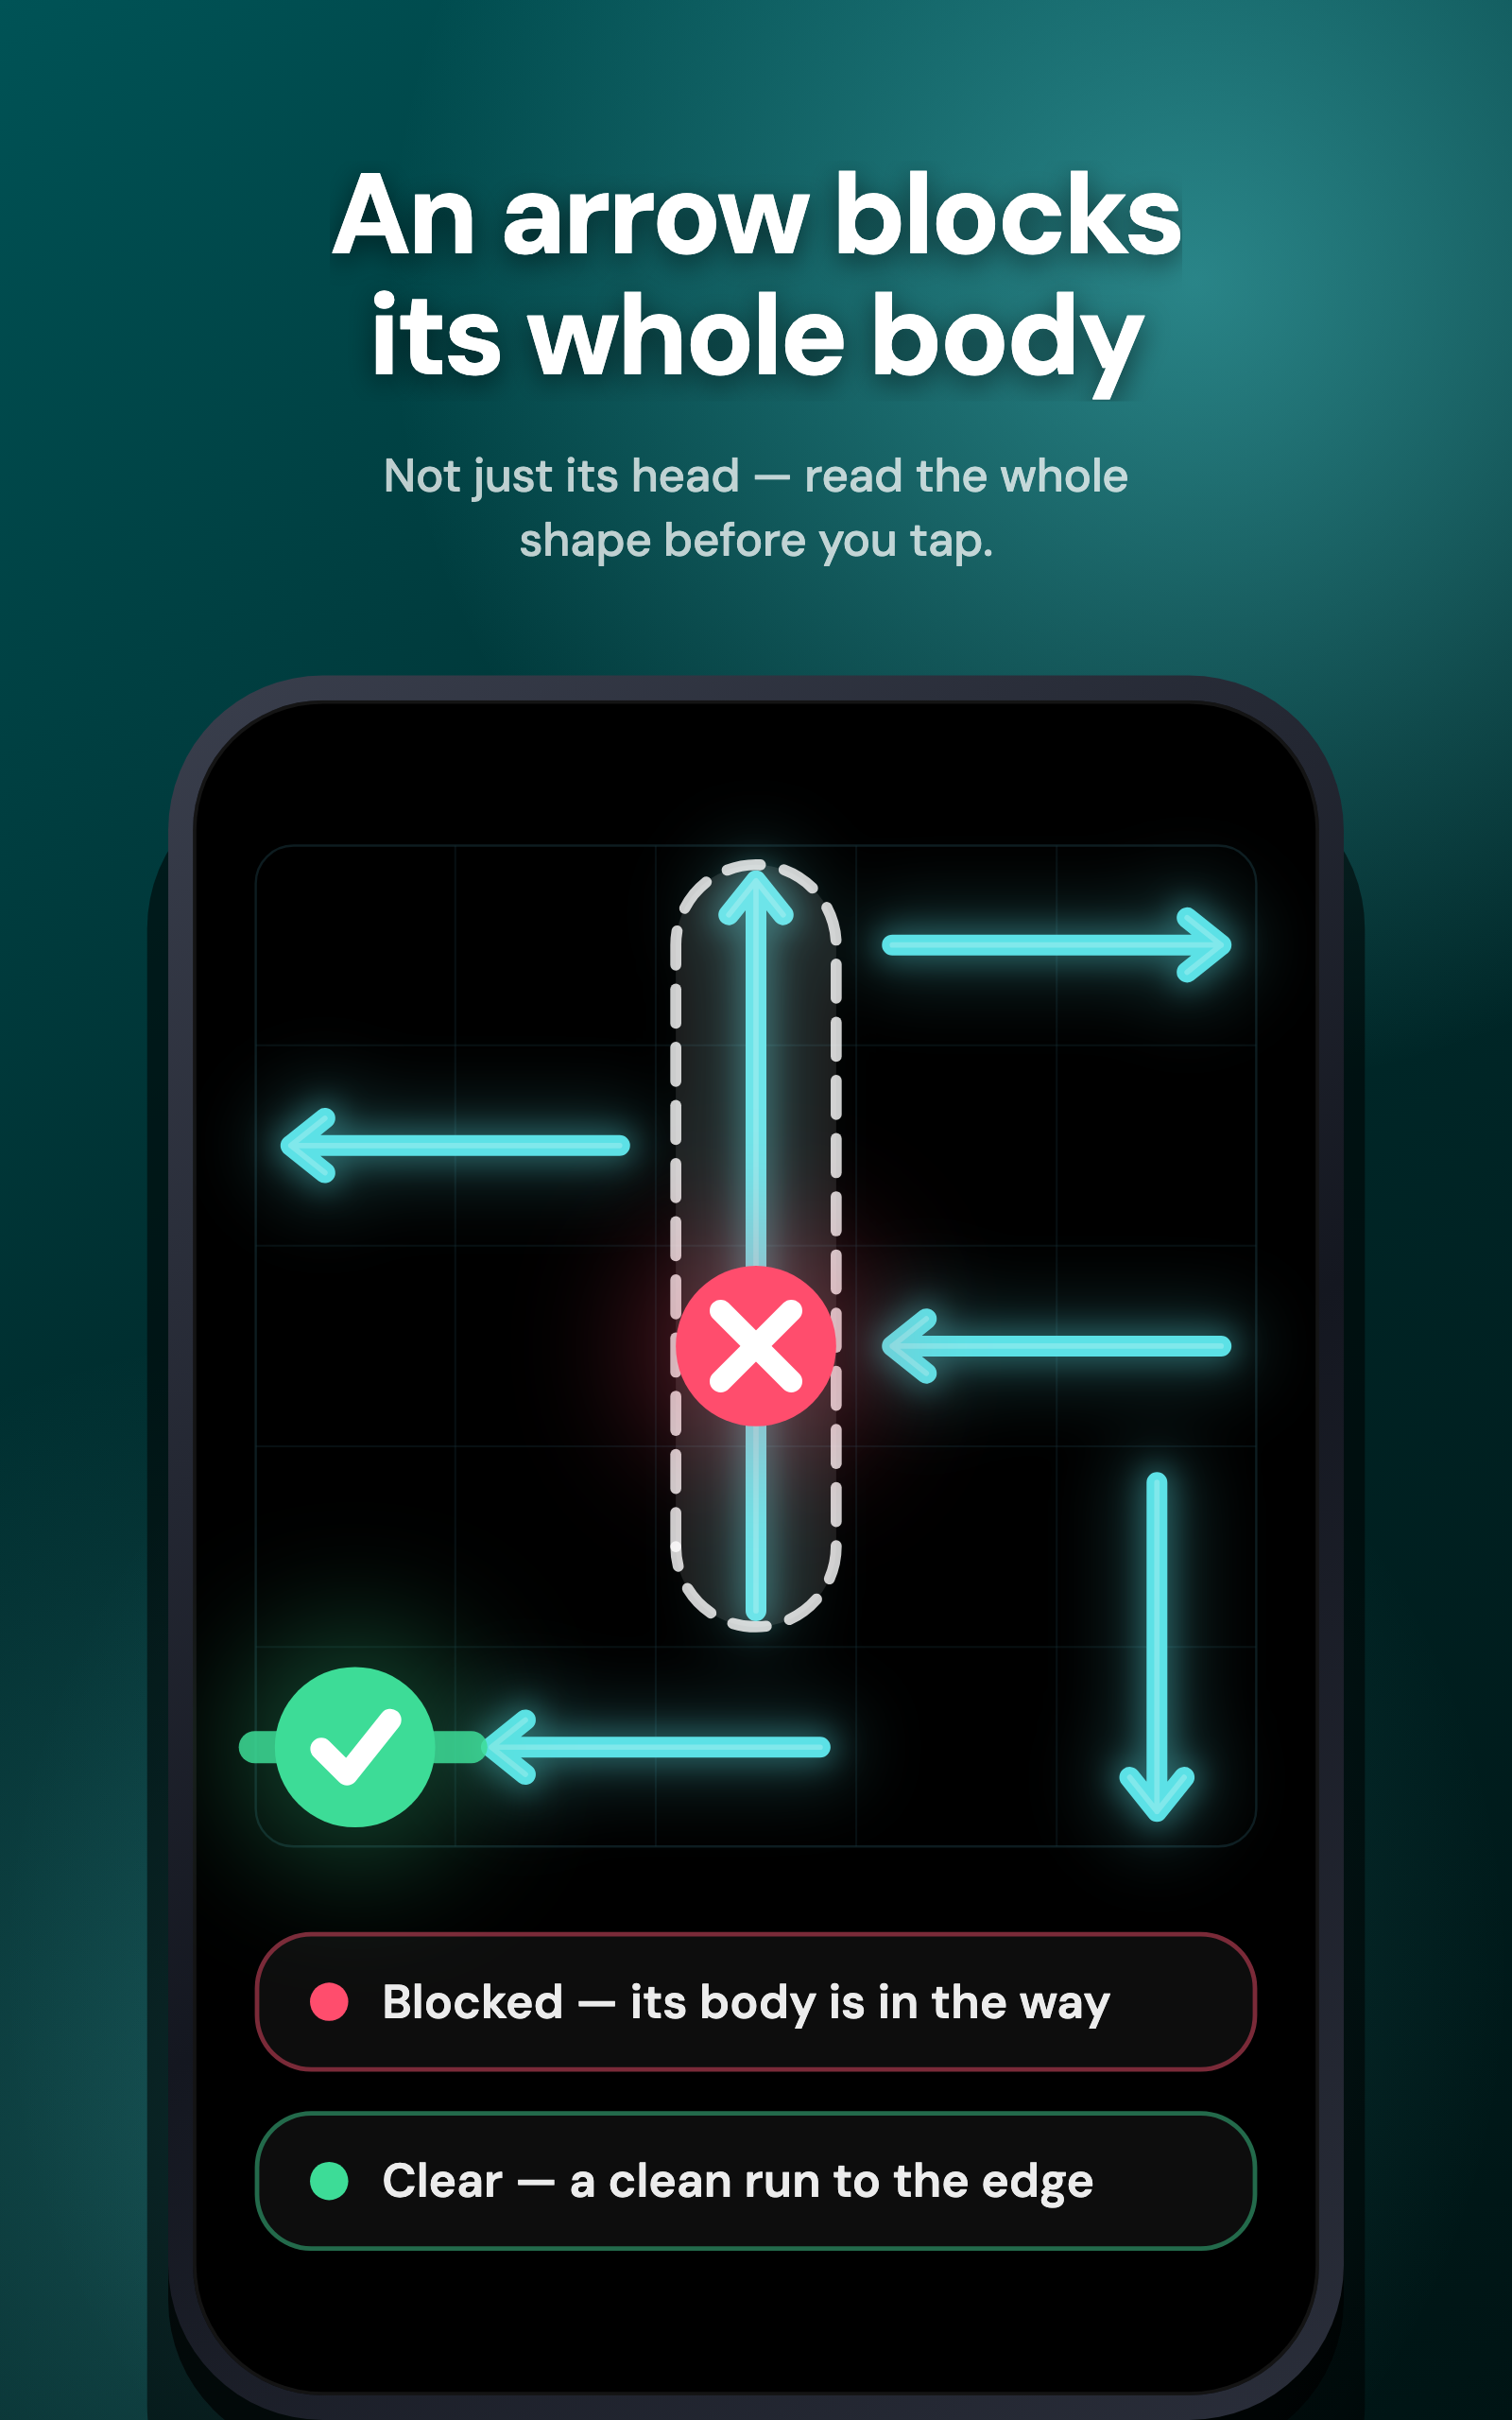 An arrow blocks
its whole body
Not just its head — read the whole
shape before you tap.
Blocked — its body is in the way
Clear — a clean run to the edge